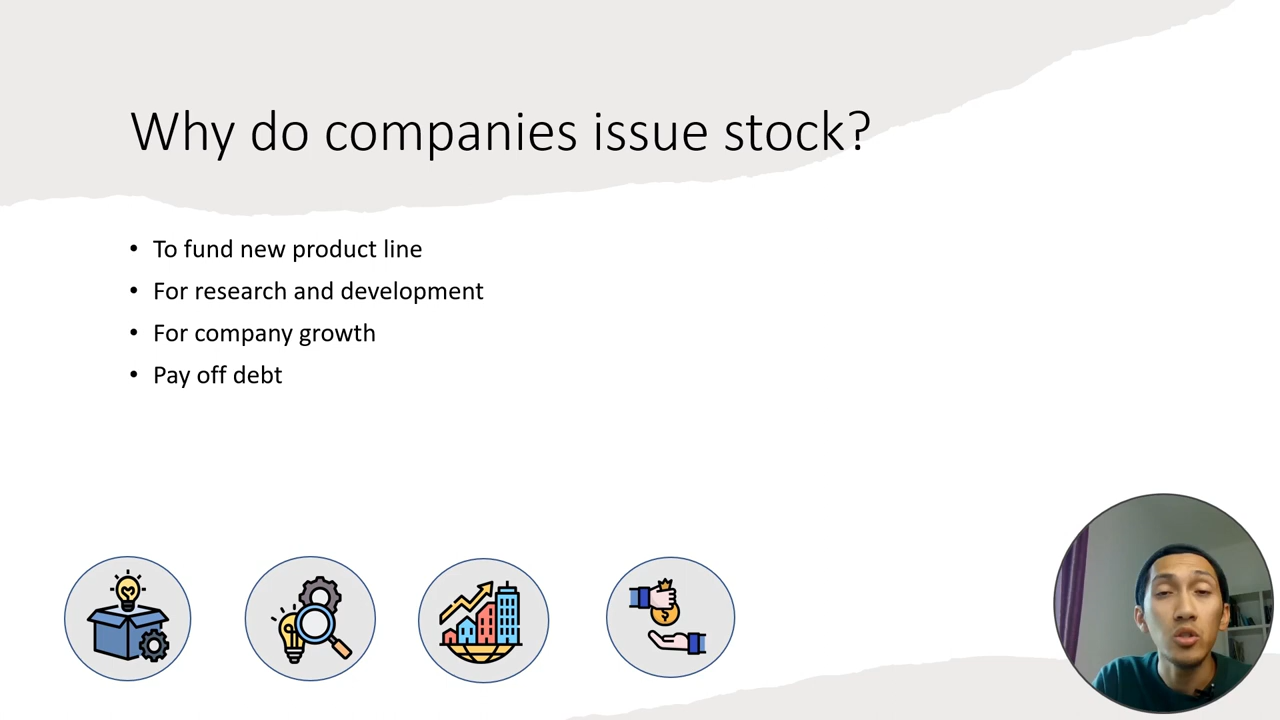 Why do companies issue stock?
• To fund new product line
• For research and development
• For company growth
• Pay off debt